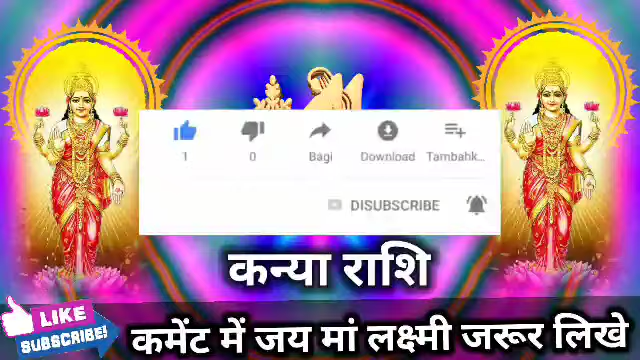 1 0 Bagi Download Tambahk...
DISUBSCRIBE
कन्या राशि
LIKE
SUBSCRIBE!
कमेंट में जय मां लक्ष्मी जरूर लिखे